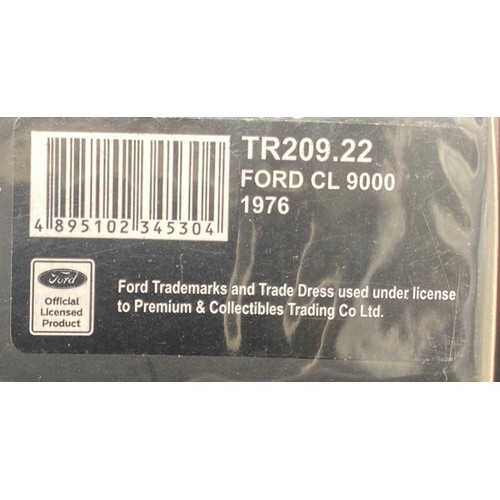 TR209.22
FORD CL 9000
1976
4 895102 345304
Ford
Official
Licensed
Product
Ford Trademarks and Trade Dress used under license
to Premium & Collectibles Trading Co Ltd.